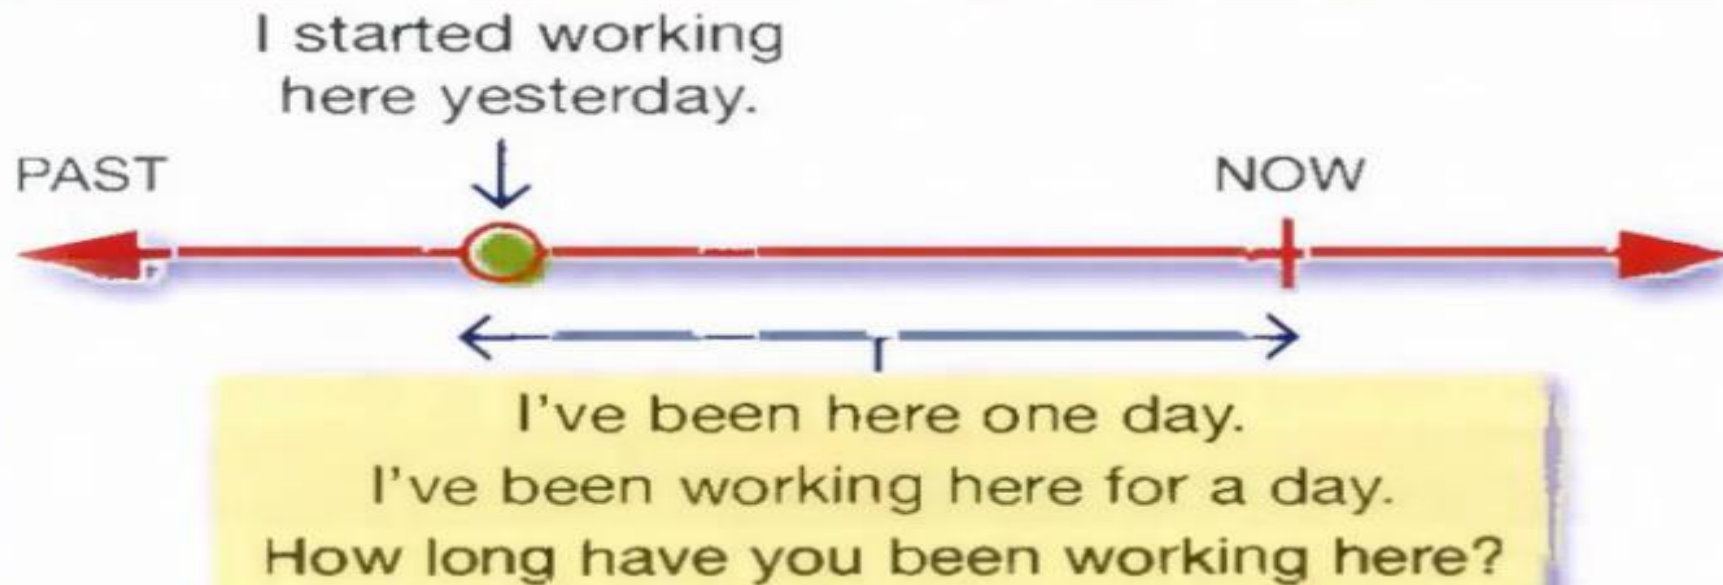 I started working
here yesterday.
PAST
NOW
I've been here one day.
I've been working here for a day.
How long have you been working here?